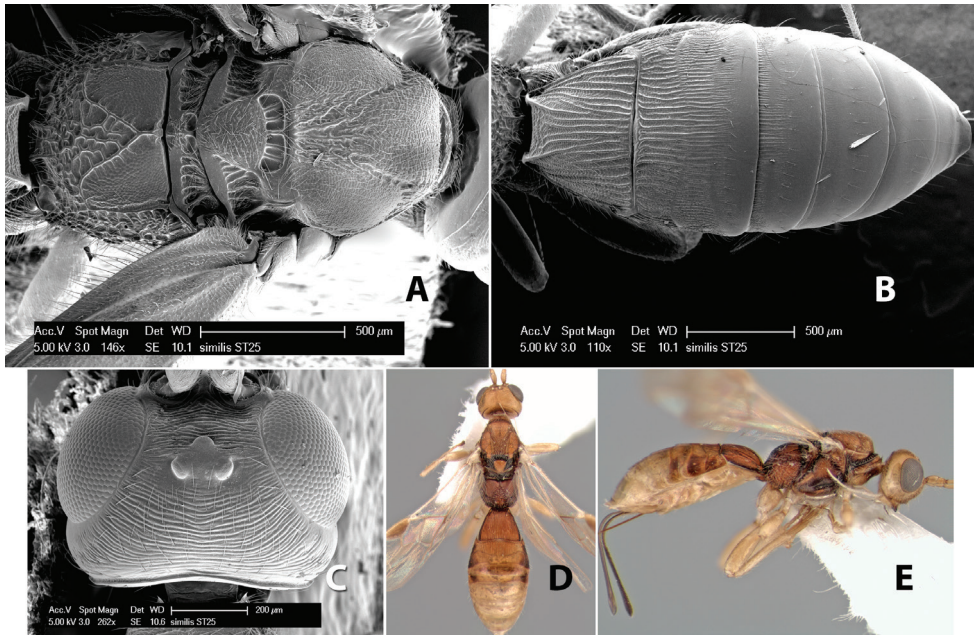 A
Acc.V Spot Magn Det WD 500 µm
5.00 kV 3.0 146x SE 10.1 similis ST25
B
Acc.V Spot Magn Det WD 500 µm
5.00 kV 3.0 110x SE 10.1 similis ST25
C
Acc.V Spot Magn Det WD 200 µm
5.00 kV 3.0 262x SE 10.6 similis ST25
D
E